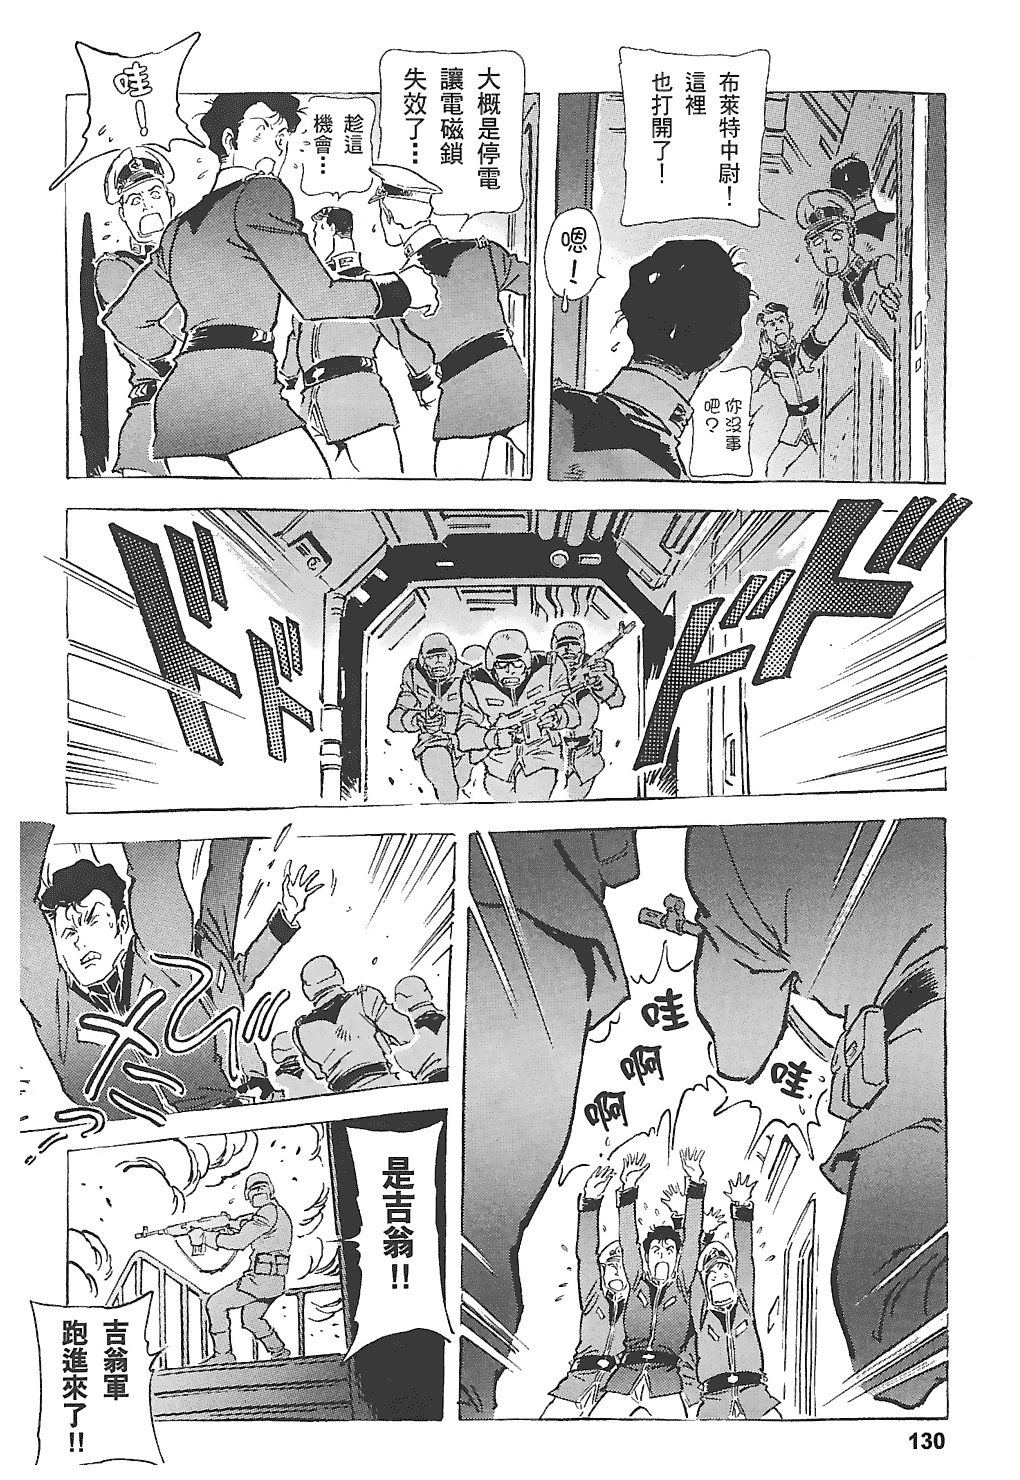 布萊特中尉！
這裡
也打開了！
嗯！
你沒事
吧？
大概是停電
讓電磁鎖
失效了…
趁這
機會…
哇！
ドドド
ドドド
哇
啊
啊
哇
是吉翁!!
吉翁軍
跑進來了!!
130